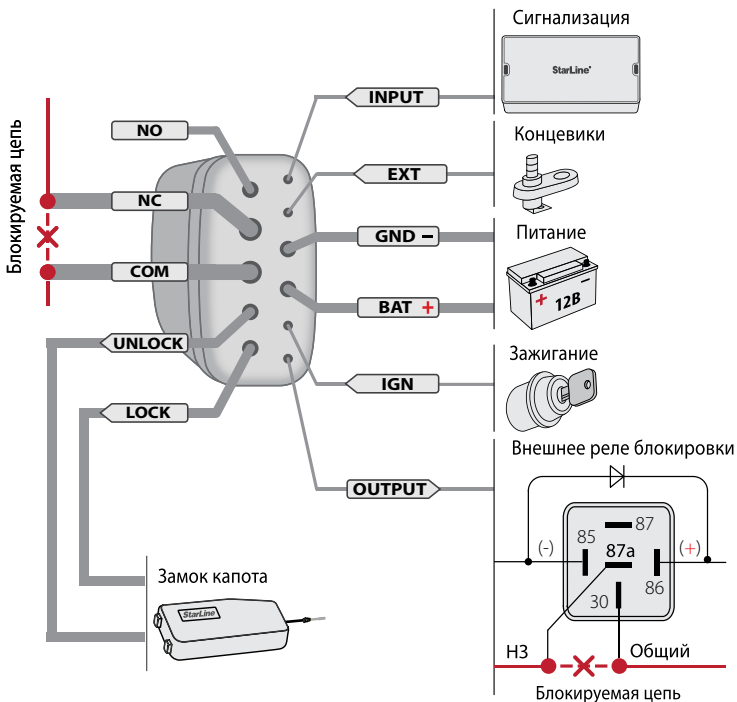 Сигнализация
StarLine
INPUT
NO
Концевики
EXT
NC
Блокируемая цепь
GND –
Питание
COM
BAT +
+ 12В –
UNLOCK
Зажигание
IGN
LOCK
Внешнее реле блокировки
OUTPUT
87
85
(-)
87a
(+)
86
30
Замок капота
StarLine
НЗ
Общий
Блокируемая цепь